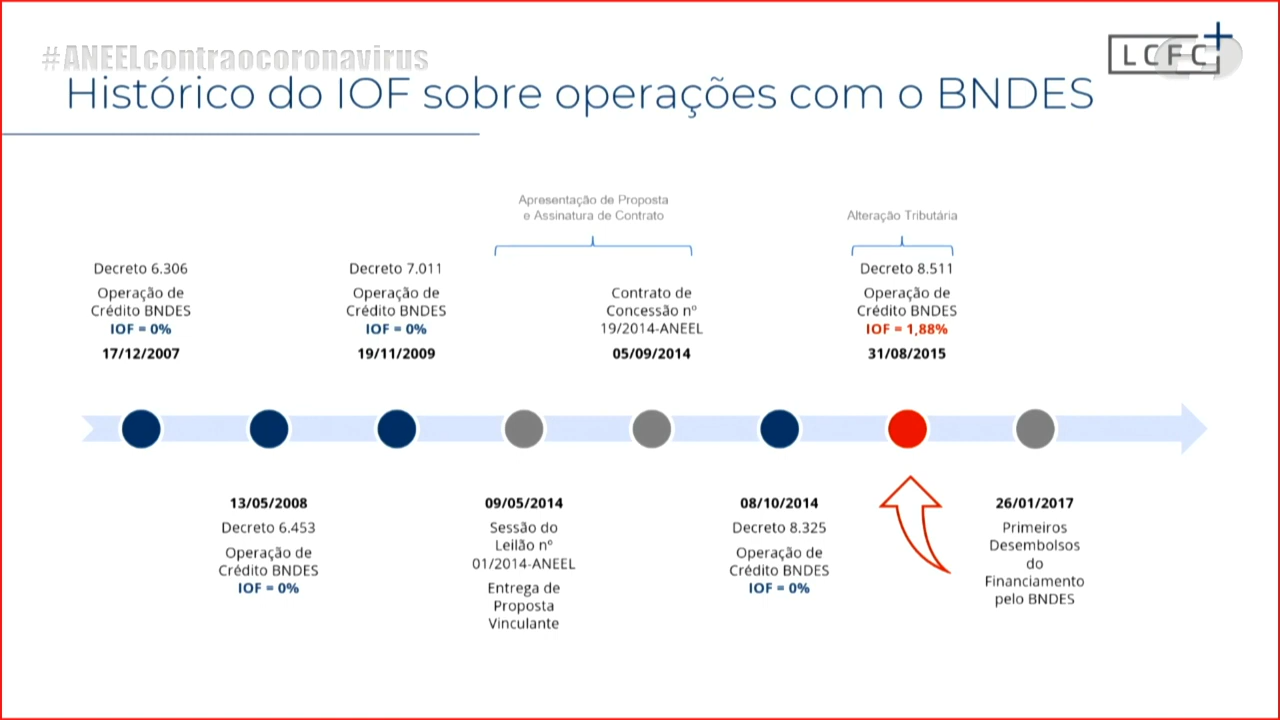 #ANEELcontraocoronavirus
LCFC
Histórico do IOF sobre operações com o BNDES
Apresentação de Proposta
e Assinatura de Contrato
Alteração Tributária
Decreto 6.306
Operação de
Crédito BNDES
IOF = 0%
17/12/2007
Decreto 7.011
Operação de
Crédito BNDES
IOF = 0%
19/11/2009
Contrato de
Concessão nº
19/2014-ANEEL
05/09/2014
Decreto 8.511
Operação de
Crédito BNDES
IOF = 1,88%
31/08/2015
13/05/2008
Decreto 6.453
Operação de
Crédito BNDES
IOF = 0%
09/05/2014
Sessão do
Leilão nº
01/2014-ANEEL
Entrega de
Proposta
Vinculante
08/10/2014
Decreto 8.325
Operação de
Crédito BNDES
IOF = 0%
26/01/2017
Primeiros
Desembolsos
do
Financiamento
pelo BNDES